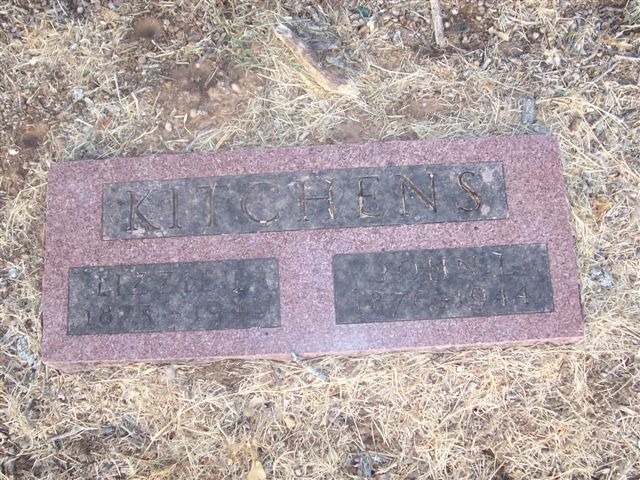 KITCHENS
LIZZIE
JOHN L
1876-1944